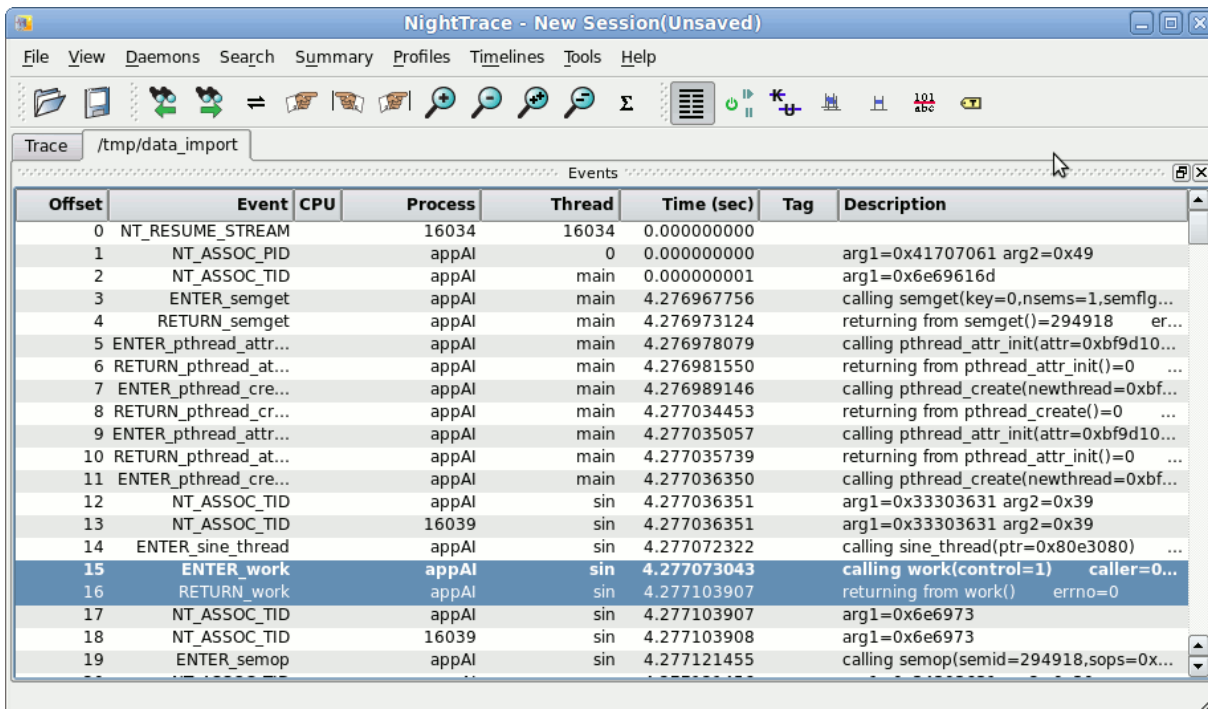 NightTrace - New Session(Unsaved)
File View Daemons Search Summary Profiles Timelines Tools Help
Trace /tmp/data_import
Events
Offset Event CPU Process Thread Time (sec) Tag Description
0 NT_RESUME_STREAM 16034 16034 0.000000000
1 NT_ASSOC_PID appAI 0 0.000000000 arg1=0x41707061 arg2=0x49
2 NT_ASSOC_TID appAI main 0.000000001 arg1=0x6e69616d
3 ENTER_semget appAI main 4.276967756 calling semget(key=0,nsems=1,semflg...
4 RETURN_semget appAI main 4.276973124 returning from semget()=294918 er...
5 ENTER_pthread_attr... appAI main 4.276978079 calling pthread_attr_init(attr=0xbf9d10...
6 RETURN_pthread_at... appAI main 4.276981550 returning from pthread_attr_init()=0 ...
7 ENTER_pthread_cre... appAI main 4.276989146 calling pthread_create(newthread=0xbf...
8 RETURN_pthread_cr... appAI main 4.277034453 returning from pthread_create()=0 ...
9 ENTER_pthread_attr... appAI main 4.277035057 calling pthread_attr_init(attr=0xbf9d10...
10 RETURN_pthread_at... appAI main 4.277035739 returning from pthread_attr_init()=0 ...
11 ENTER_pthread_cre... appAI main 4.277036350 calling pthread_create(newthread=0xbf...
12 NT_ASSOC_TID appAI sin 4.277036351 arg1=0x33303631 arg2=0x39
13 NT_ASSOC_TID 16039 sin 4.277036351 arg1=0x33303631 arg2=0x39
14 ENTER_sine_thread appAI sin 4.277072322 calling sine_thread(ptr=0x80e3080) ...
15 ENTER_work appAI sin 4.277073043 calling work(control=1) caller=0...
16 RETURN_work appAI sin 4.277103907 returning from work() errno=0
17 NT_ASSOC_TID appAI sin 4.277103907 arg1=0x6e6973
18 NT_ASSOC_TID 16039 sin 4.277103908 arg1=0x6e6973
19 ENTER_semop appAI sin 4.277121455 calling semop(semid=294918,sops=0x...